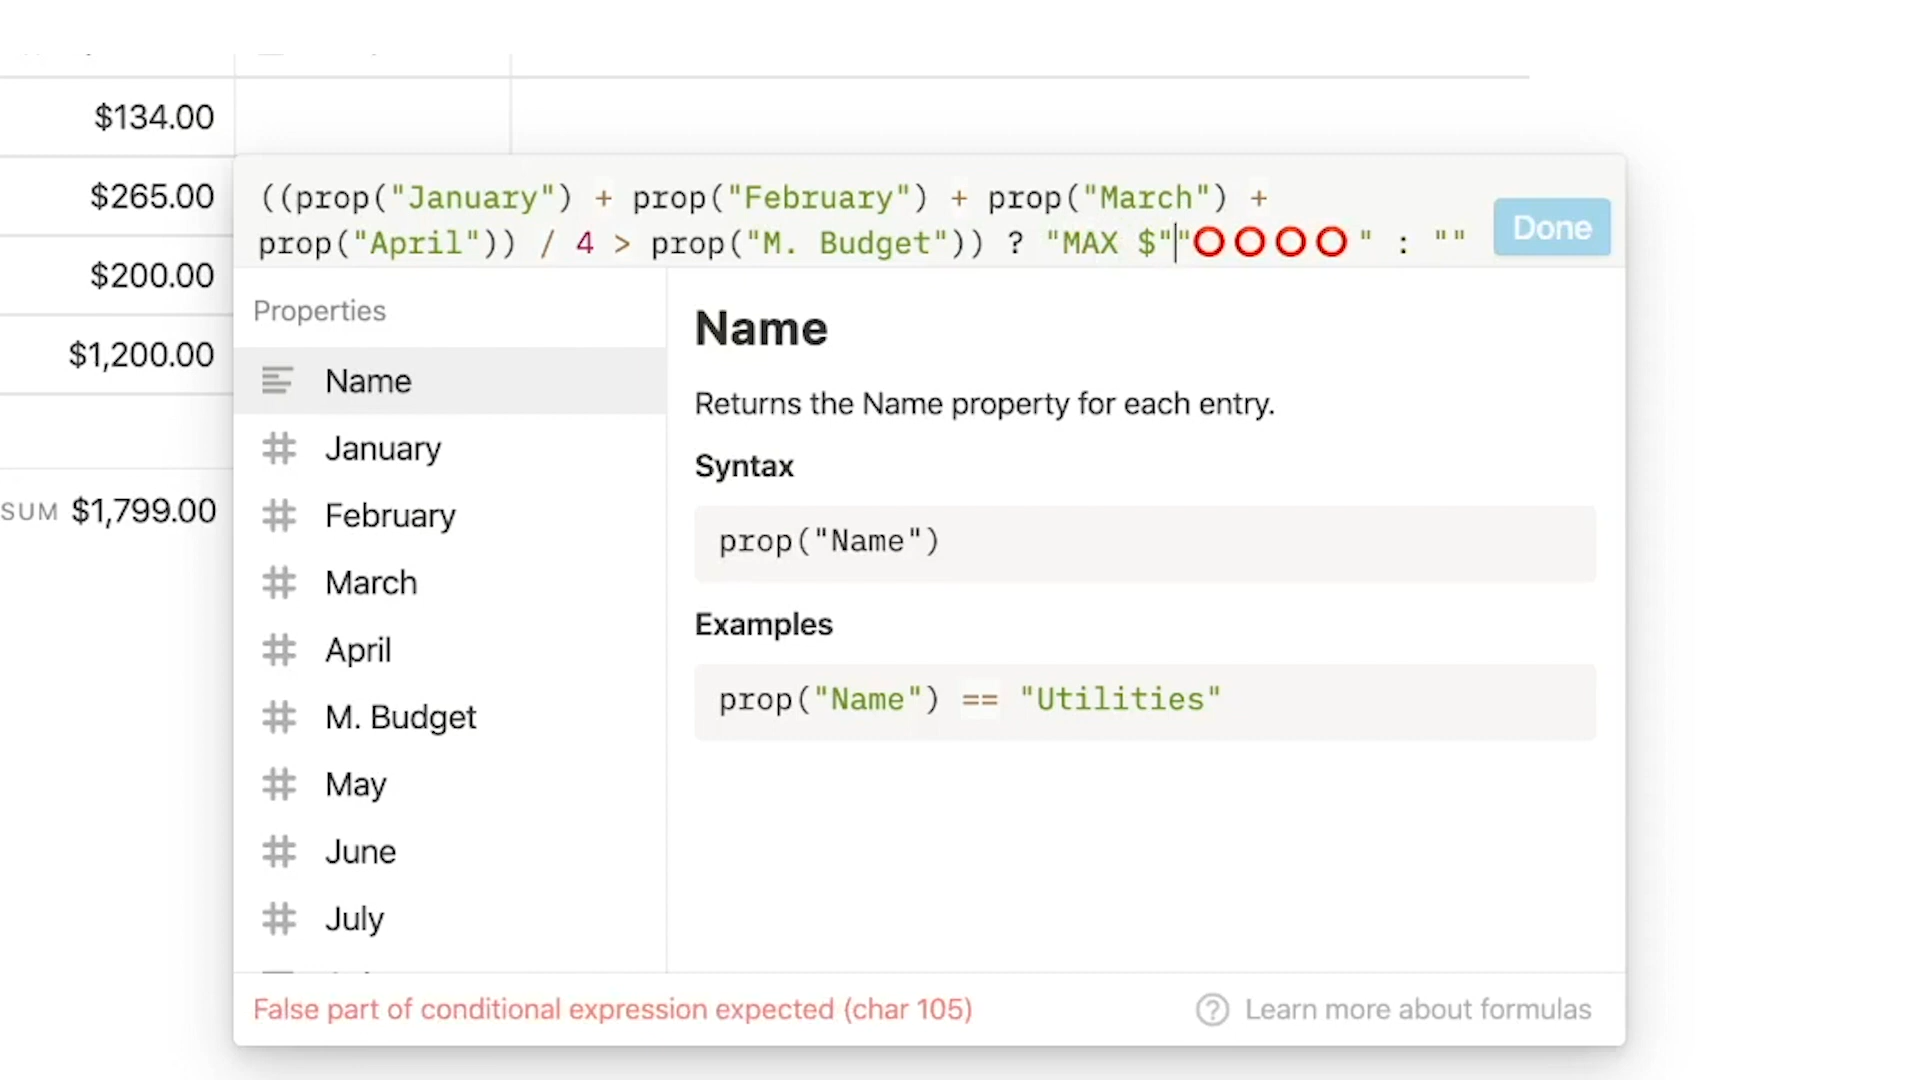 $134.00
$265.00
$200.00
$1,200.00
SUM $1,799.00
((prop("January") + prop("February") + prop("March") +
prop("April")) / 4 > prop("M. Budget")) ? "MAX $""⭕⭕⭕⭕" : ""
Done
Properties
Name
January
February
March
April
M. Budget
May
June
July
Name
Returns the Name property for each entry.
Syntax
prop("Name")
Examples
prop("Name") == "Utilities"
False part of conditional expression expected (char 105)
? Learn more about formulas